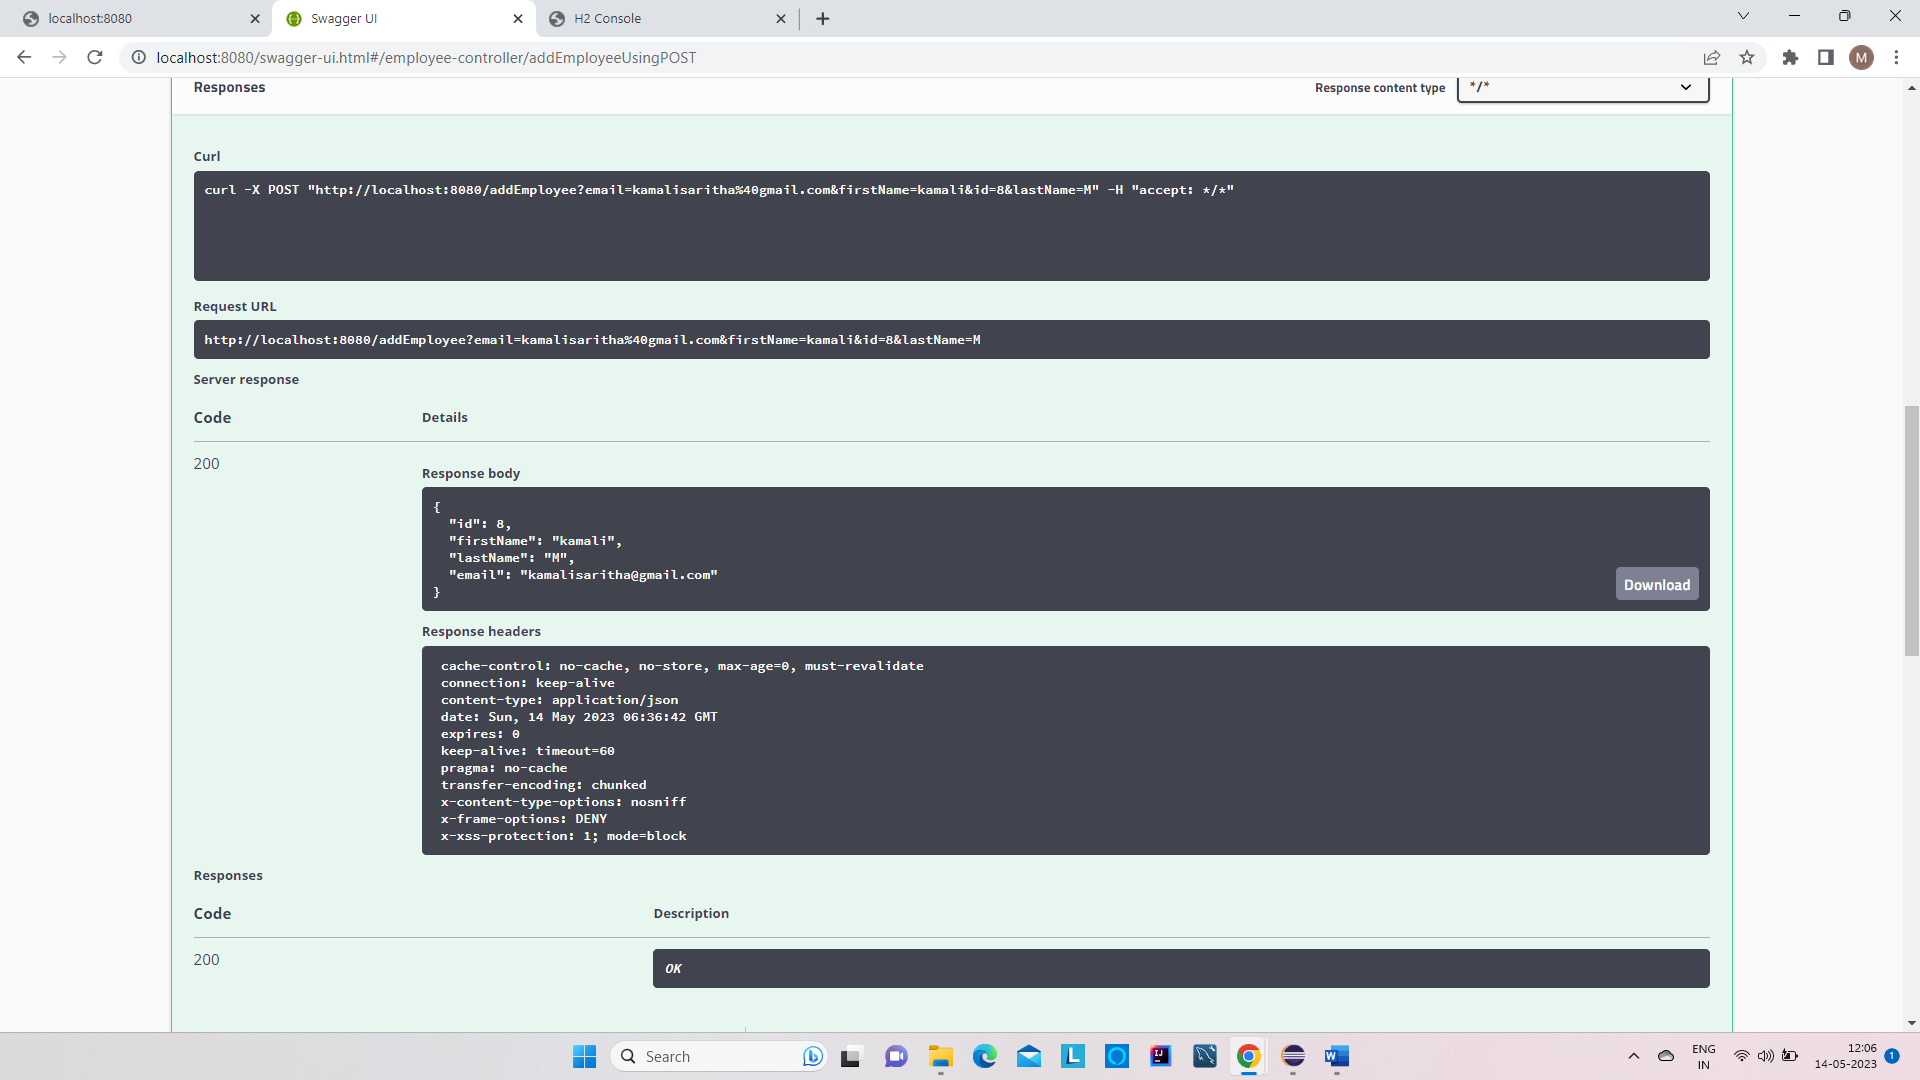 localhost:8080
Swagger UI
H2 Console
localhost:8080/swagger-ui.html#/employee-controller/addEmployeeUsingPOST
M
Responses
Response content type
*/*
Curl
curl -X POST "http://localhost:8080/addEmployee?email=kamalisaritha%40gmail.com&firstName=kamali&id=8&lastName=M" -H "accept: */*"
Request URL
http://localhost:8080/addEmployee?email=kamalisaritha%40gmail.com&firstName=kamali&id=8&lastName=M
Server response
Code Details
200
Response body
{
"id": 8,
"firstName": "kamali",
"lastName": "M",
"email": "kamalisaritha@gmail.com"
}
Download
Response headers
cache-control: no-cache, no-store, max-age=0, must-revalidate
connection: keep-alive
content-type: application/json
date: Sun, 14 May 2023 06:36:42 GMT
expires: 0
keep-alive: timeout=60
pragma: no-cache
transfer-encoding: chunked
x-content-type-options: nosniff
x-frame-options: DENY
x-xss-protection: 1; mode=block
Responses
Code Description
200
OK
Search
L
IJ
W
ENG
IN
12:06
14-05-2023
1